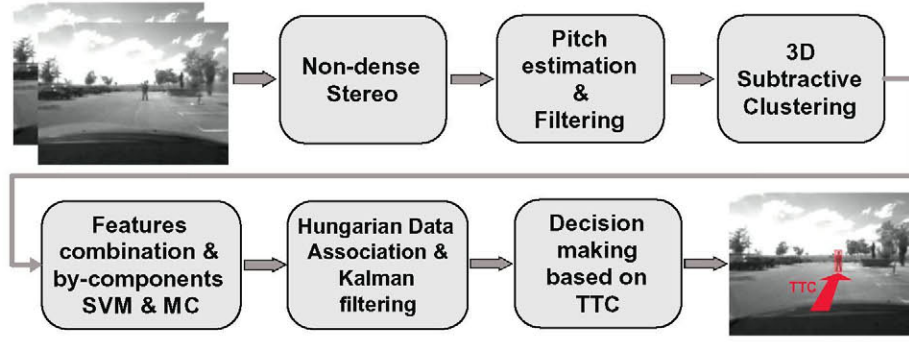 Non-dense
Stereo
Pitch
estimation
&
Filtering
3D
Subtractive
Clustering
Features
combination &
by-components
SVM & MC
Hungarian Data
Association &
Kalman
filtering
Decision
making
based on
TTC
TTC